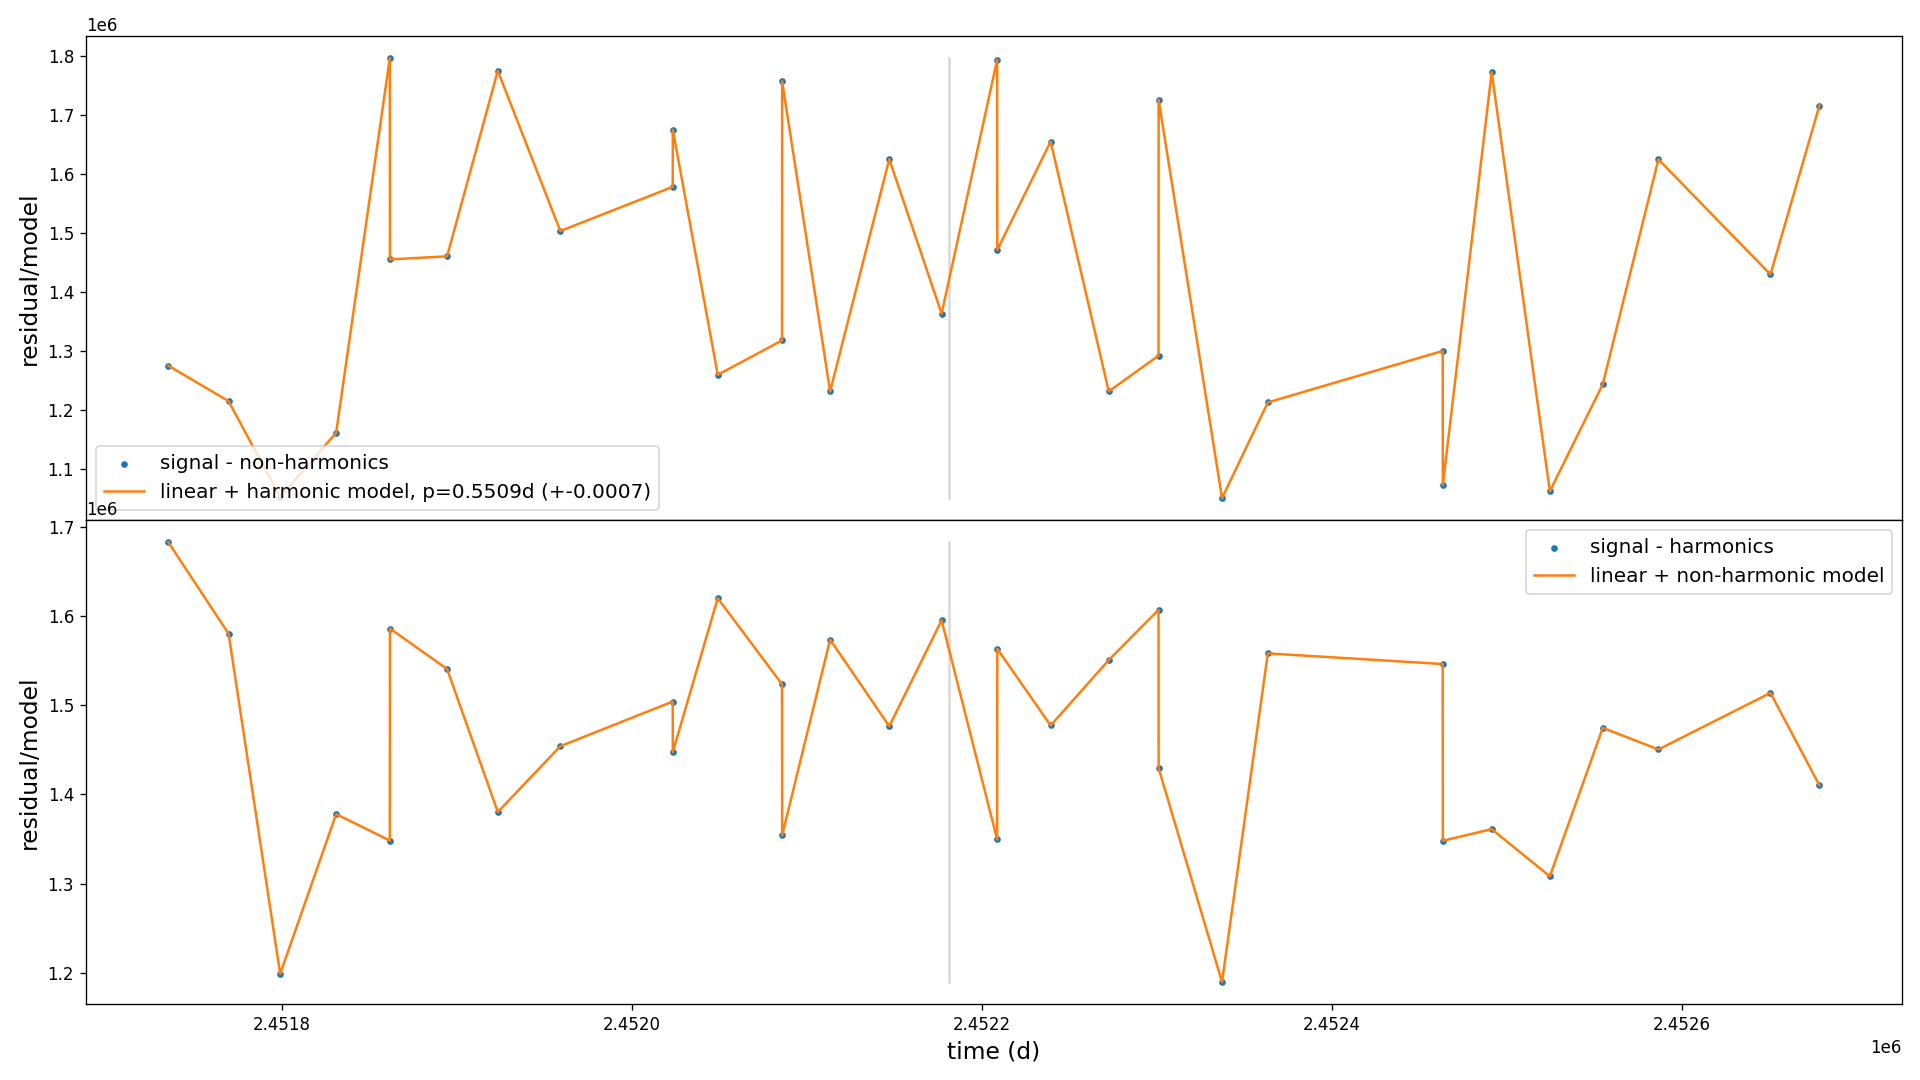 1e6
1.8
1.7
1.6
1.5
1.4
1.3
1.2
1.1
residual/model
signal - non-harmonics
linear + harmonic model, p=0.5509d (+-0.0007)
1e6
1.7
1.6
1.5
1.4
1.3
1.2
residual/model
signal - harmonics
linear + non-harmonic model
2.4518
2.4520
2.4522
2.4524
2.4526
time (d)
1e6